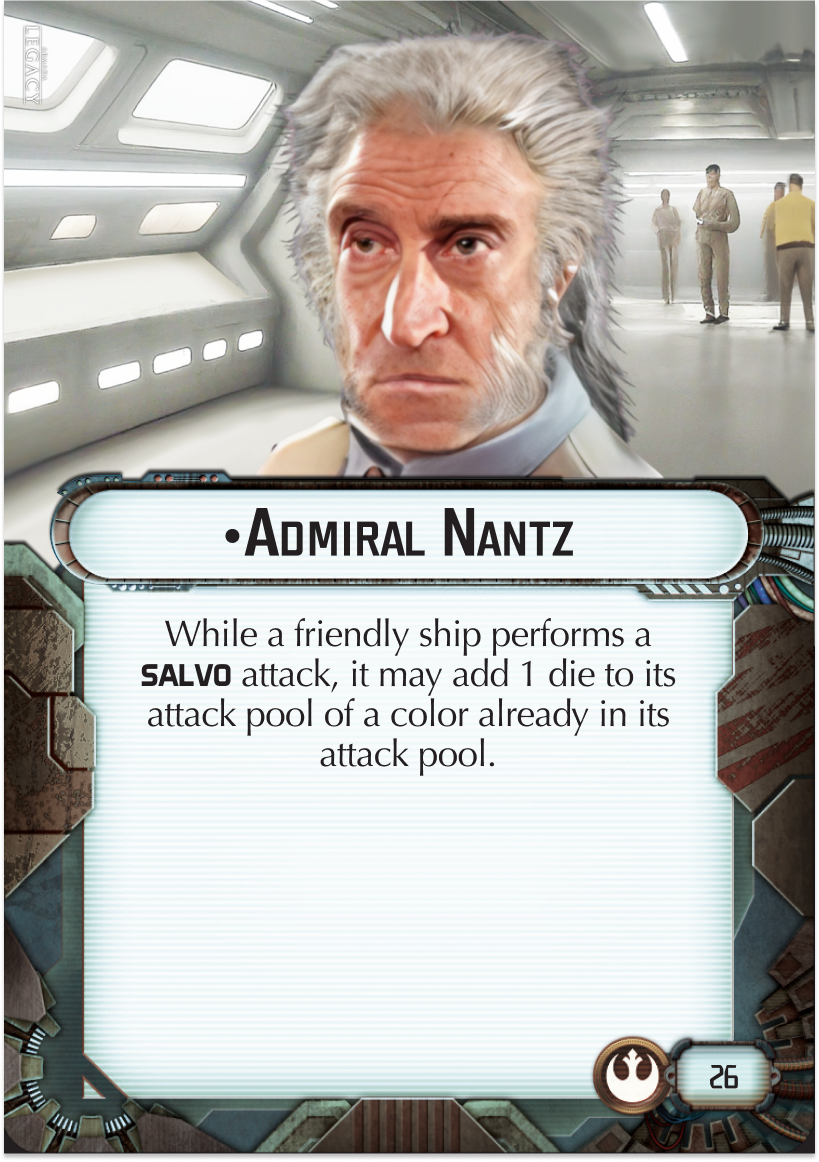 LEGACY
•ADMIRAL NANTZ
While a friendly ship performs a
SALVO attack, it may add 1 die to its
attack pool of a color already in its
attack pool.
26